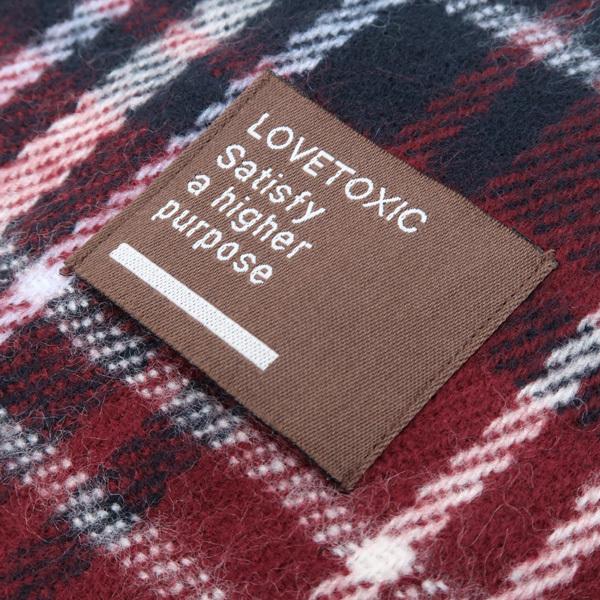 LOVETOXIC
Satisfy
a higher
purpose